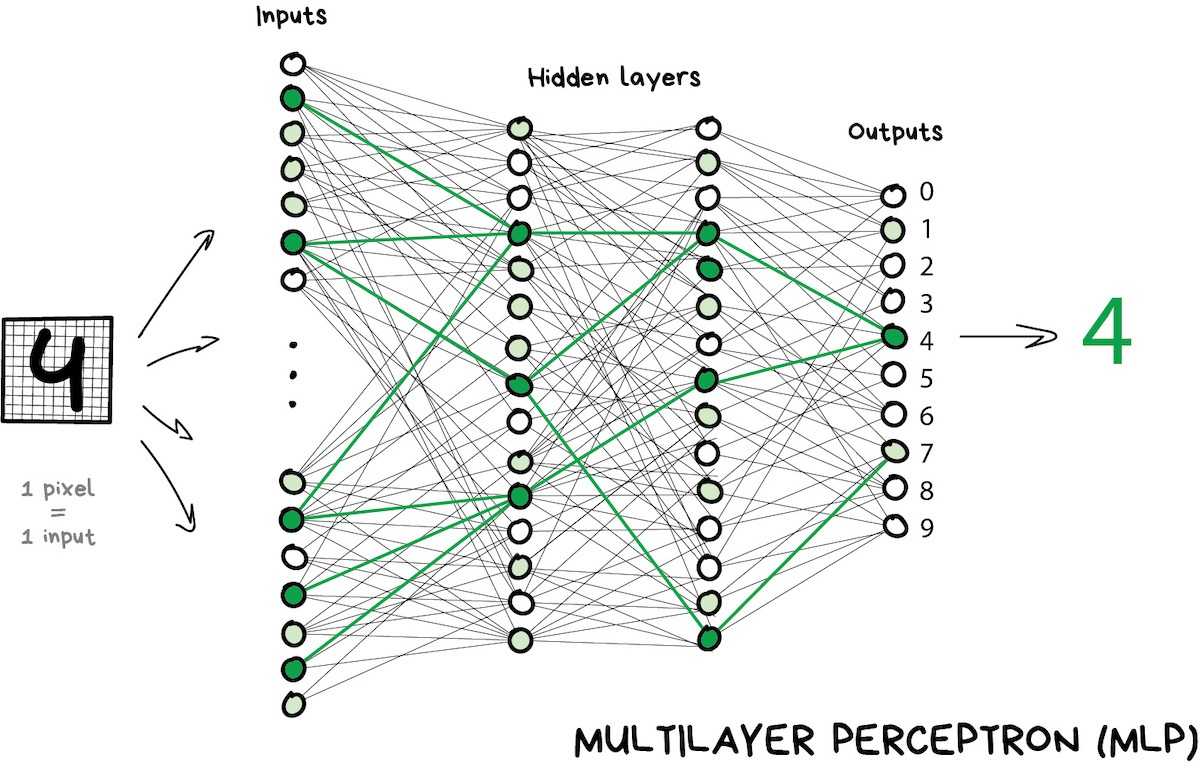 Inputs
Hidden layers
Outputs
0
1
2
3
4
5
6
7
8
9
4
4
1 pixel
=
1 input
MULTILAYER PERCEPTRON (MLP)